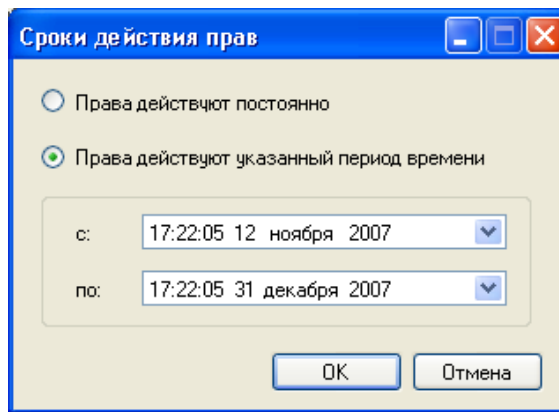 Сроки действия прав
Права действуют постоянно
Права действуют указанный период времени
с: 17:22:05 12 ноября 2007
по: 17:22:05 31 декабря 2007
OK Отмена